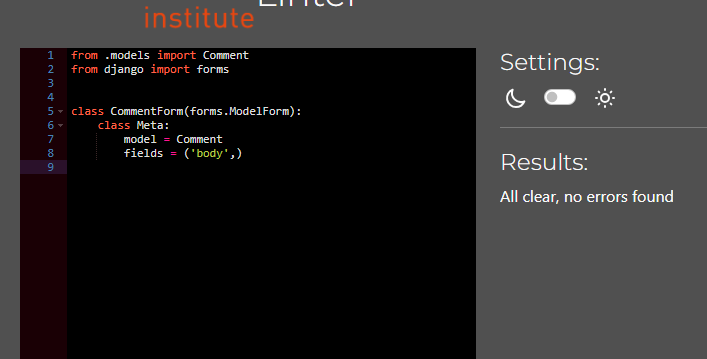 Linter
institute
1 from .models import Comment
2 from django import forms
3
4
5 class CommentForm(forms.ModelForm):
6     class Meta:
7         model = Comment
8         fields = ('body',)
9
Settings:
Results:
All clear, no errors found